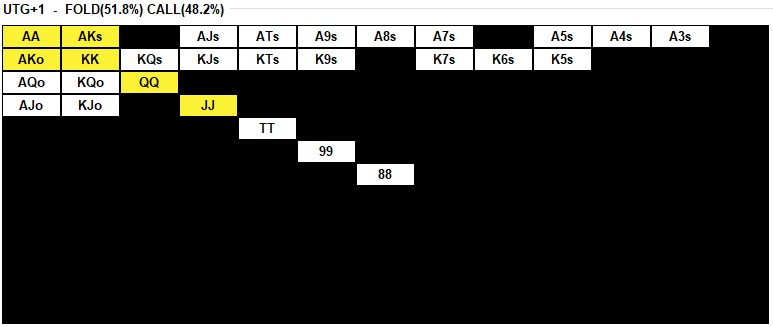 UTG+1 - FOLD(51.8%) CALL(48.2%)
AA AKs AJs ATs A9s A8s A7s A5s A4s A3s
AKo KK KQs KJs KTs K9s K7s K6s K5s
AQo KQo QQ
AJo KJo JJ
TT
99
88